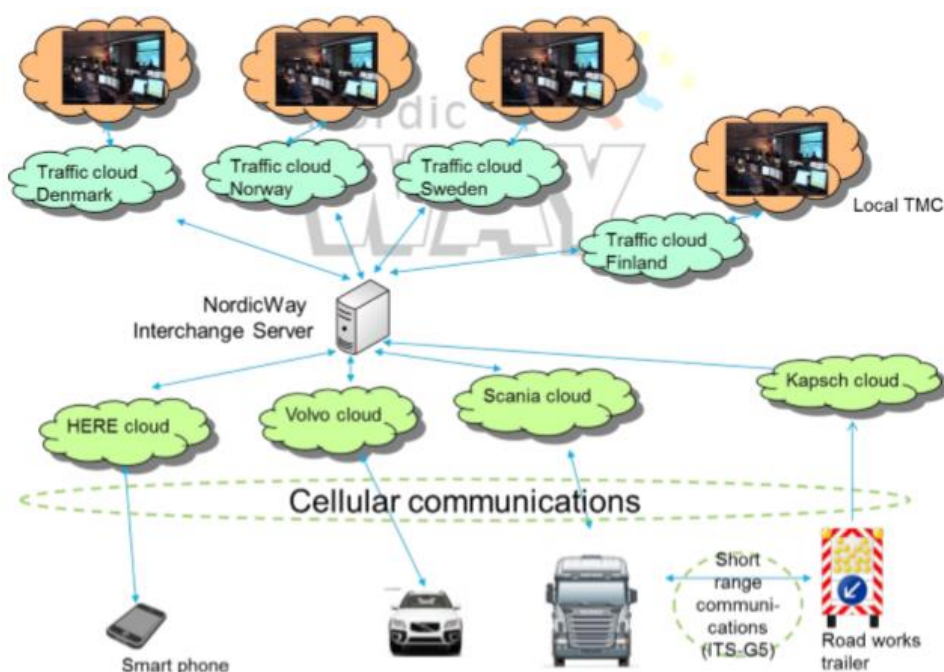 ordic
WAY
Traffic cloud
Denmark
Traffic cloud
Norway
Traffic cloud
Sweden
Local TMC
Traffic cloud
Finland
NordicWay
Interchange Server
HERE cloud
Volvo cloud
Scania cloud
Kapsch cloud
Cellular communications
Short
range
communi-
cations
(ITS-G5)
Smart phone
Road works
trailer